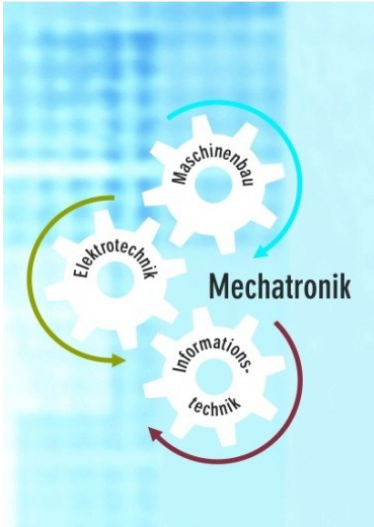 Maschinenbau
Elektrotechnik
Mechatronik
Informations-
technik